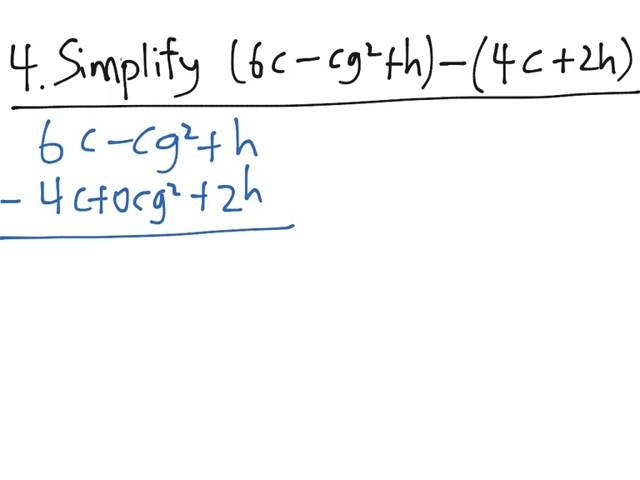 4. Simplify (6c - cg² + h) - (4c + 2h)
6c - cg² + h
- 4c + 0cg² + 2h